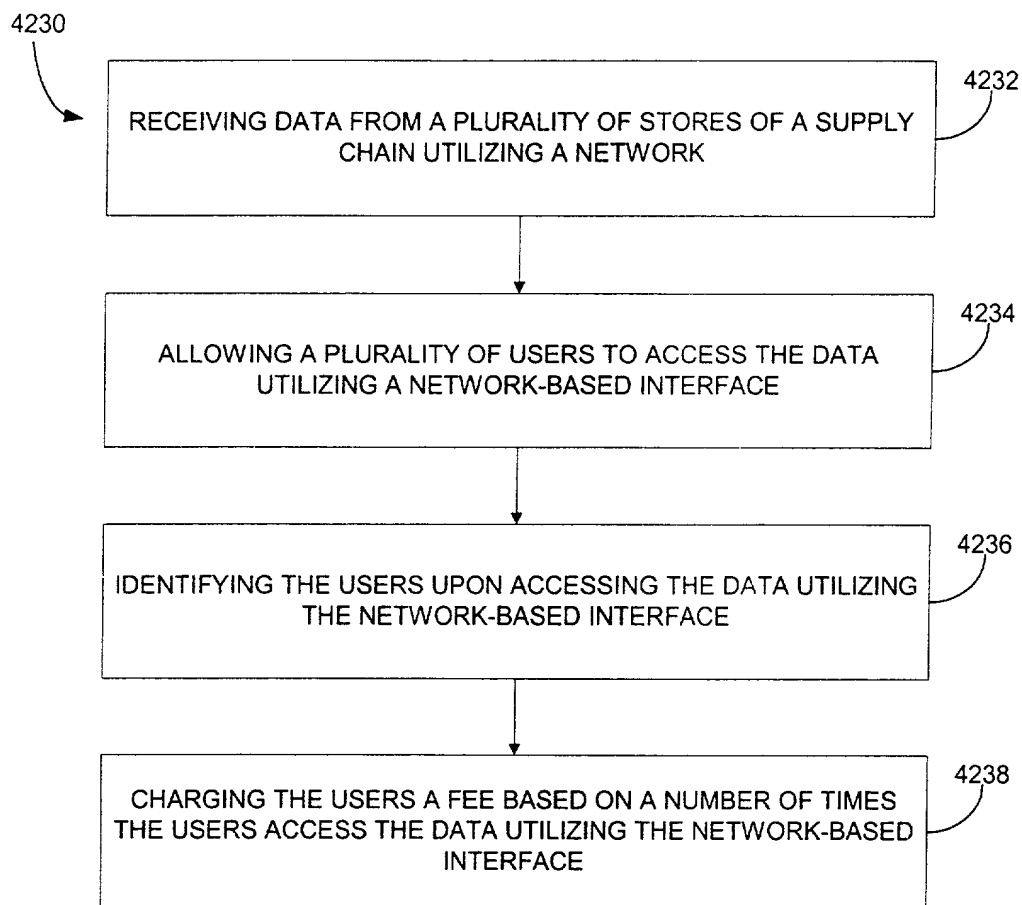 4230
4232
RECEIVING DATA FROM A PLURALITY OF STORES OF A SUPPLY
CHAIN UTILIZING A NETWORK
4234
ALLOWING A PLURALITY OF USERS TO ACCESS THE DATA
UTILIZING A NETWORK-BASED INTERFACE
4236
IDENTIFYING THE USERS UPON ACCESSING THE DATA UTILIZING
THE NETWORK-BASED INTERFACE
4238
CHARGING THE USERS A FEE BASED ON A NUMBER OF TIMES
THE USERS ACCESS THE DATA UTILIZING THE NETWORK-BASED
INTERFACE